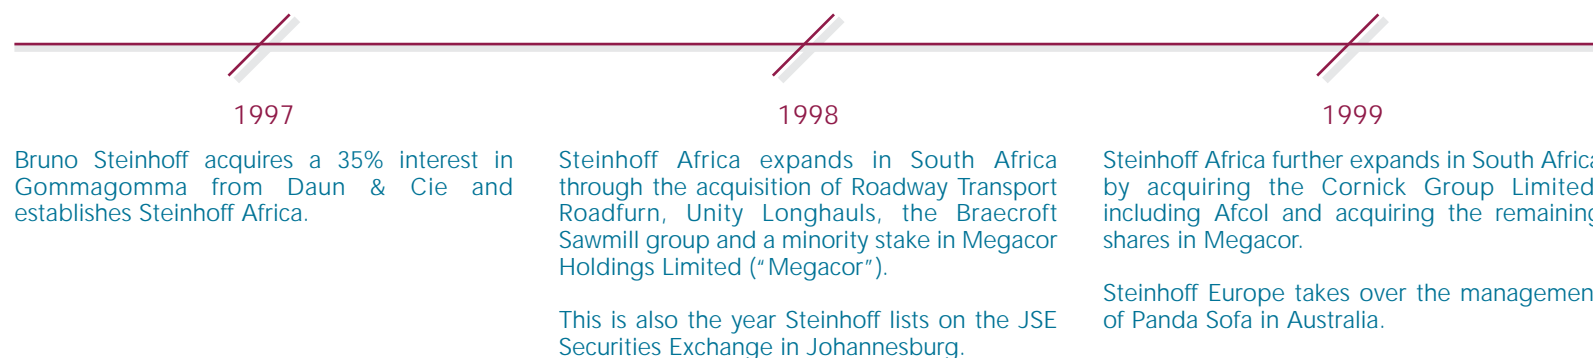 1997
Bruno Steinhoff acquires a 35% interest in
Gommagomma from Daun & Cie and
establishes Steinhoff Africa.
1998
Steinhoff Africa expands in South Africa
through the acquisition of Roadway Transport
Roadfurn, Unity Longhauls, the Braecroft
Sawmill group and a minority stake in Megacor
Holdings Limited (“Megacor”).
This is also the year Steinhoff lists on the JSE
Securities Exchange in Johannesburg.
1999
Steinhoff Africa further expands in South Africa
by acquiring the Cornick Group Limited
including Afcol and acquiring the remaining
shares in Megacor.
Steinhoff Europe takes over the managemen
of Panda Sofa in Australia.